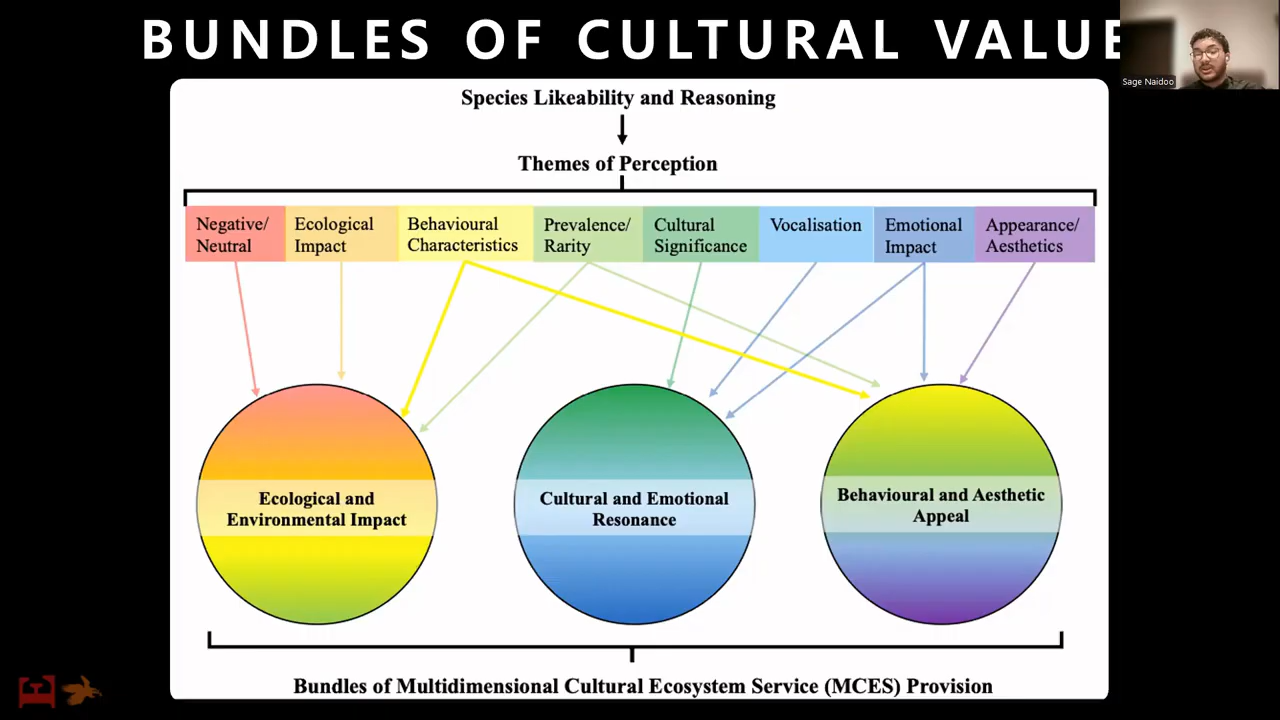 BUNDLES OF CULTURAL VALUE
Sage Naidoo
Species Likeability and Reasoning
Themes of Perception
Negative/
Neutral
Ecological
Impact
Behavioural
Characteristics
Prevalence/
Rarity
Cultural
Significance
Vocalisation
Emotional
Impact
Appearance/
Aesthetics
Ecological and
Environmental Impact
Cultural and Emotional
Resonance
Behavioural and Aesthetic
Appeal
Bundles of Multidimensional Cultural Ecosystem Service (MCES) Provision
E